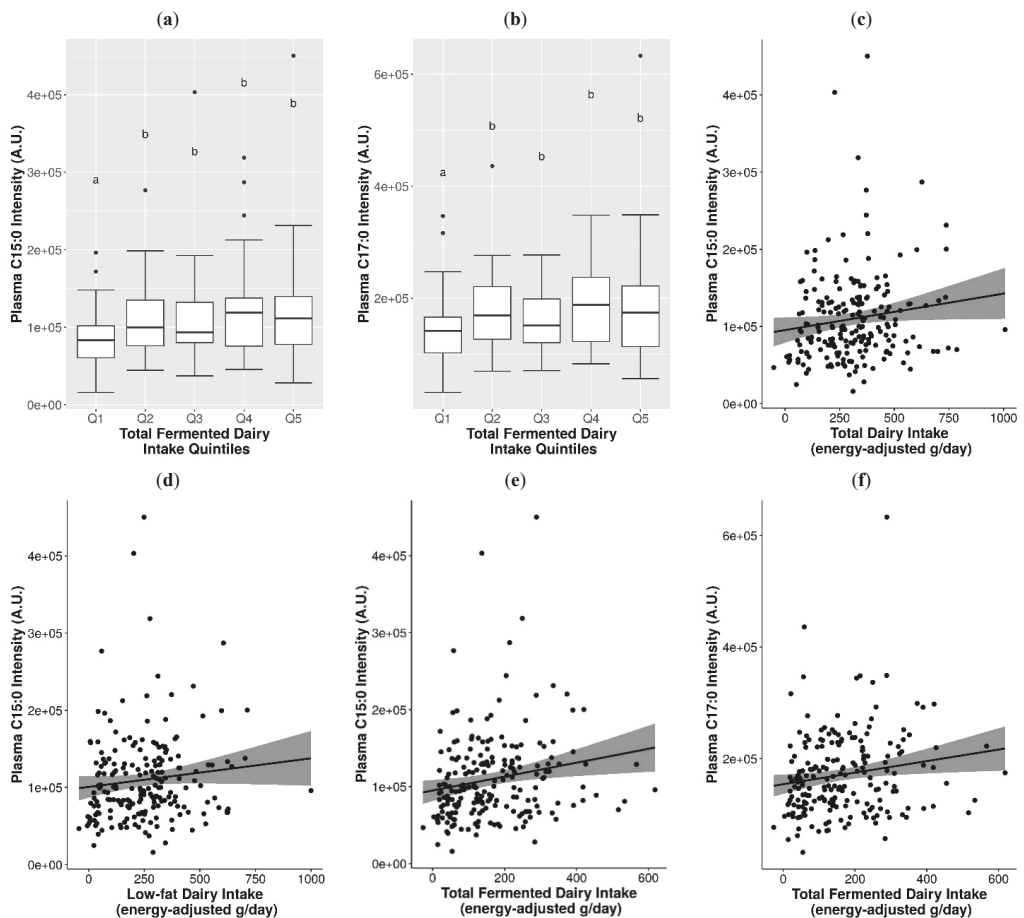 (a)
Plasma C15:0 Intensity (A.U.)
4e+05
3e+05
2e+05
1e+05
0e+00
a
b
b
b
b
Q1 Q2 Q3 Q4 Q5
Total Fermented Dairy
Intake Quintiles
(b)
Plasma C17:0 Intensity (A.U.)
6e+05
4e+05
2e+05
a
b
b
b
b
Q1 Q2 Q3 Q4 Q5
Total Fermented Dairy
Intake Quintiles
(c)
Plasma C15:0 Intensity (A.U.)
4e+05
3e+05
2e+05
1e+05
0e+00
0 250 500 750 1000
Total Dairy Intake
(energy-adjusted g/day)
(d)
Plasma C15:0 Intensity (A.U.)
4e+05
3e+05
2e+05
1e+05
0e+00
0 250 500 750 1000
Low-fat Dairy Intake
(energy-adjusted g/day)
(e)
Plasma C15:0 Intensity (A.U.)
4e+05
3e+05
2e+05
1e+05
0e+00
0 200 400 600
Total Fermented Dairy Intake
(energy-adjusted g/day)
(f)
Plasma C17:0 Intensity (A.U.)
6e+05
4e+05
2e+05
0 200 400 600
Total Fermented Dairy Intake
(energy-adjusted g/day)